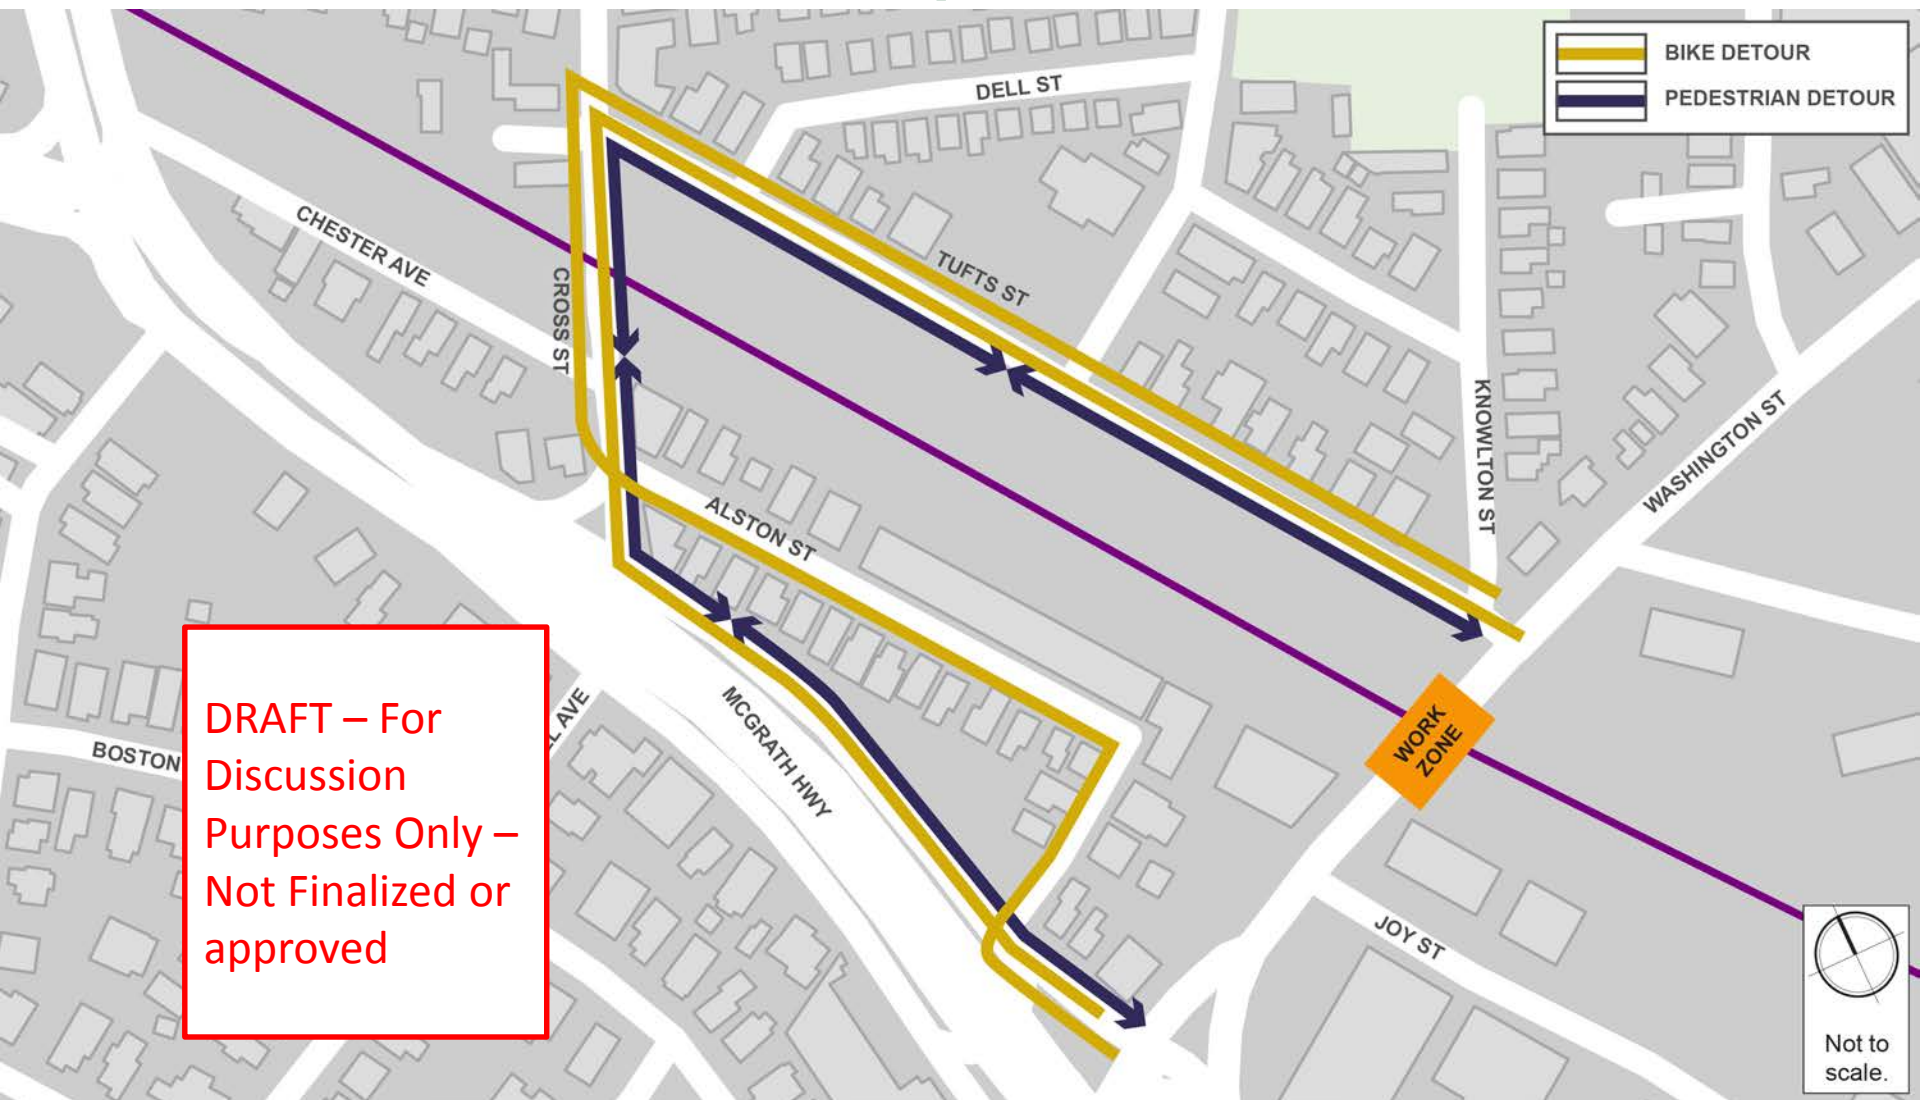 BIKE DETOUR
PEDESTRIAN DETOUR
DELL ST
CHESTER AVE
TUFTS ST
CROSS ST
KNOWLTON ST
WASHINGTON ST
ALSTON ST
MCGRATH HWY
WORK
ZONE
BOSTON
AVE
JOY ST
DRAFT – For
Discussion
Purposes Only –
Not Finalized or
approved
Not to
scale.